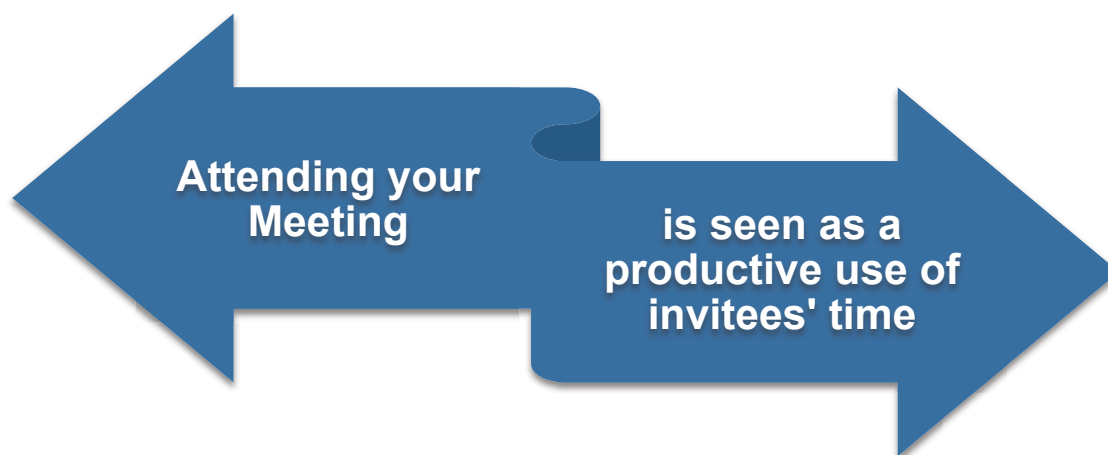 Attending your
Meeting
is seen as a
productive use of
invitees' time